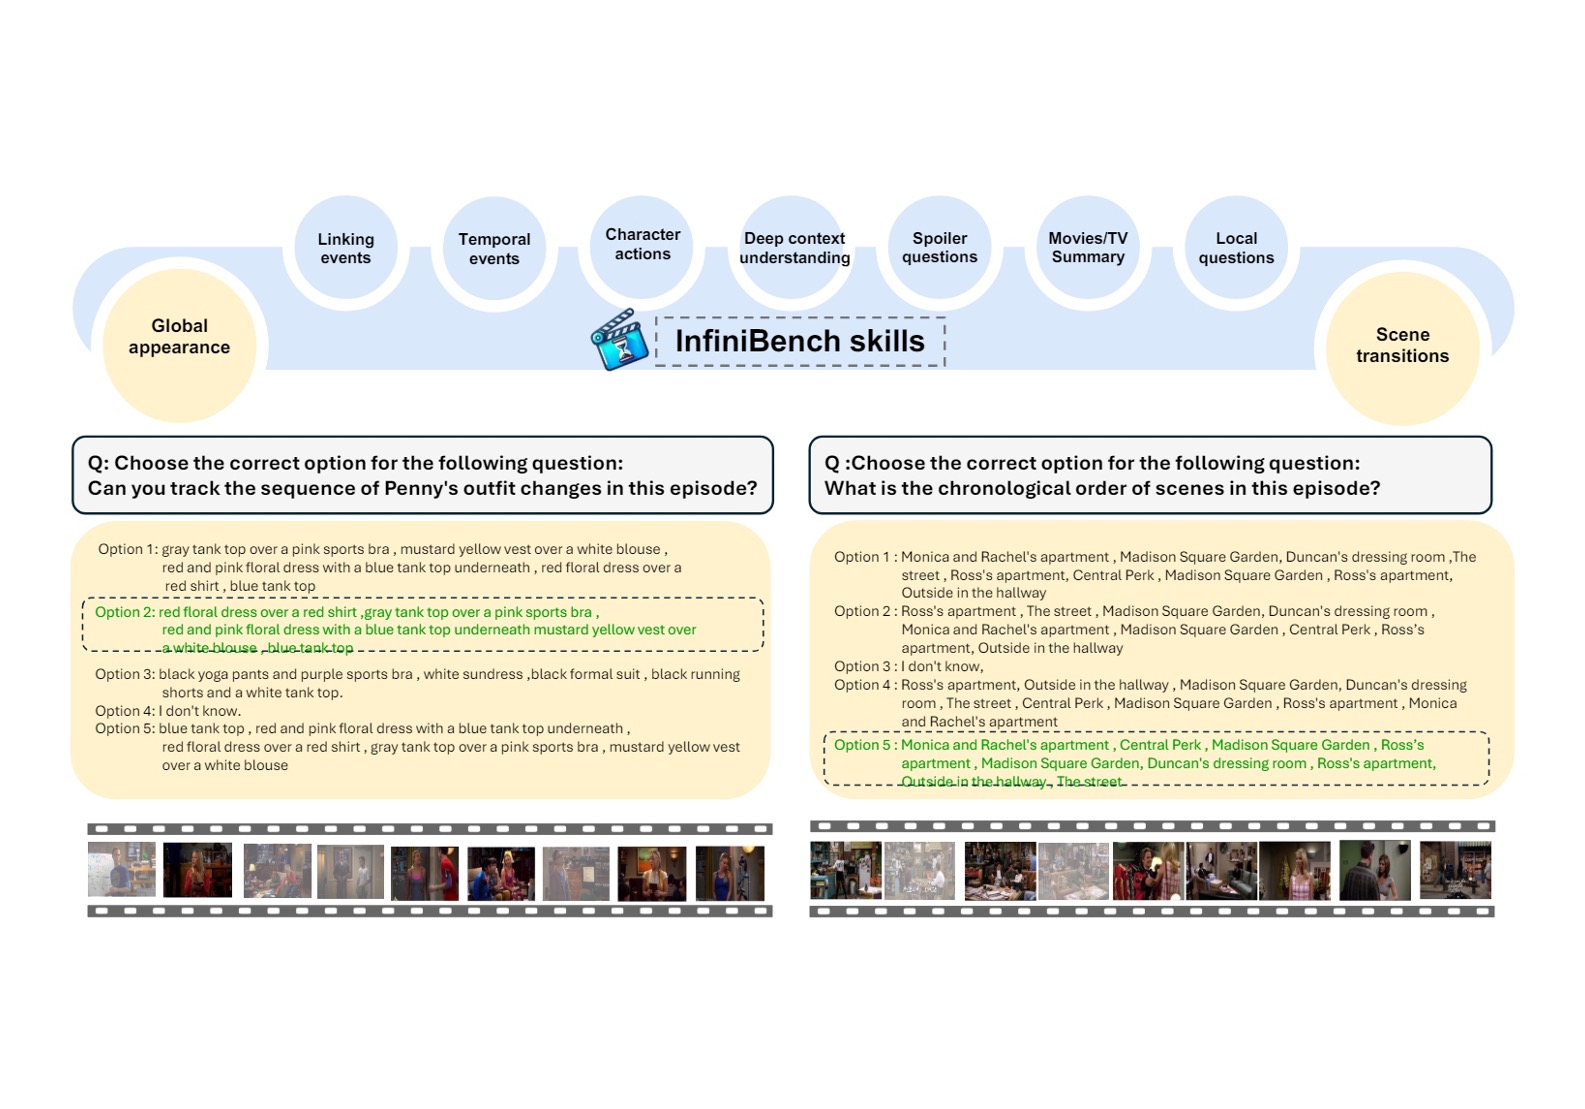 Linking
events
Temporal
events
Character
actions
Deep context
understanding
Spoiler
questions
Movies/TV
Summary
Local
questions
Global
appearance
InfiniBench skills
Scene
transitions
Q: Choose the correct option for the following question:
Can you track the sequence of Penny's outfit changes in this episode?
Option 1: gray tank top over a pink sports bra , mustard yellow vest over a white blouse ,
red and pink floral dress with a blue tank top underneath , red floral dress over a
red shirt , blue tank top
Option 2: red floral dress over a red shirt ,gray tank top over a pink sports bra ,
red and pink floral dress with a blue tank top underneath mustard yellow vest over
a white blouse , blue tank top
Option 3: black yoga pants and purple sports bra , white sundress ,black formal suit , black running
shorts and a white tank top.
Option 4: I don't know.
Option 5: blue tank top , red and pink floral dress with a blue tank top underneath ,
red floral dress over a red shirt , gray tank top over a pink sports bra , mustard yellow vest
over a white blouse
Q :Choose the correct option for the following question:
What is the chronological order of scenes in this episode?
Option 1 : Monica and Rachel's apartment , Madison Square Garden, Duncan's dressing room ,The
street , Ross's apartment, Central Perk , Madison Square Garden , Ross's apartment,
Outside in the hallway
Option 2 : Ross's apartment , The street , Madison Square Garden, Duncan's dressing room ,
Monica and Rachel's apartment , Madison Square Garden , Central Perk , Ross’s
apartment, Outside in the hallway
Option 3 : I don't know,
Option 4 : Ross's apartment, Outside in the hallway , Madison Square Garden, Duncan's dressing
room , The street , Central Perk , Madison Square Garden , Ross's apartment , Monica
and Rachel's apartment
Option 5 : Monica and Rachel's apartment , Central Perk , Madison Square Garden , Ross’s
apartment , Madison Square Garden, Duncan's dressing room , Ross's apartment,
Outside in the hallway , The street